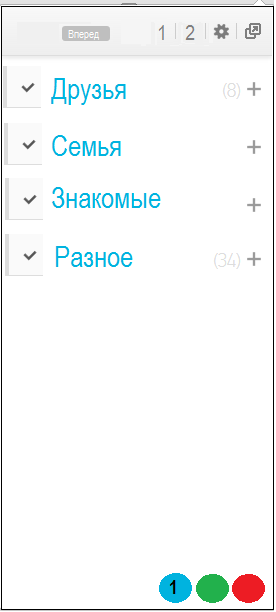 Вперед 1 2
Друзья (8)
Семья
Знакомые
Разное (34)
1